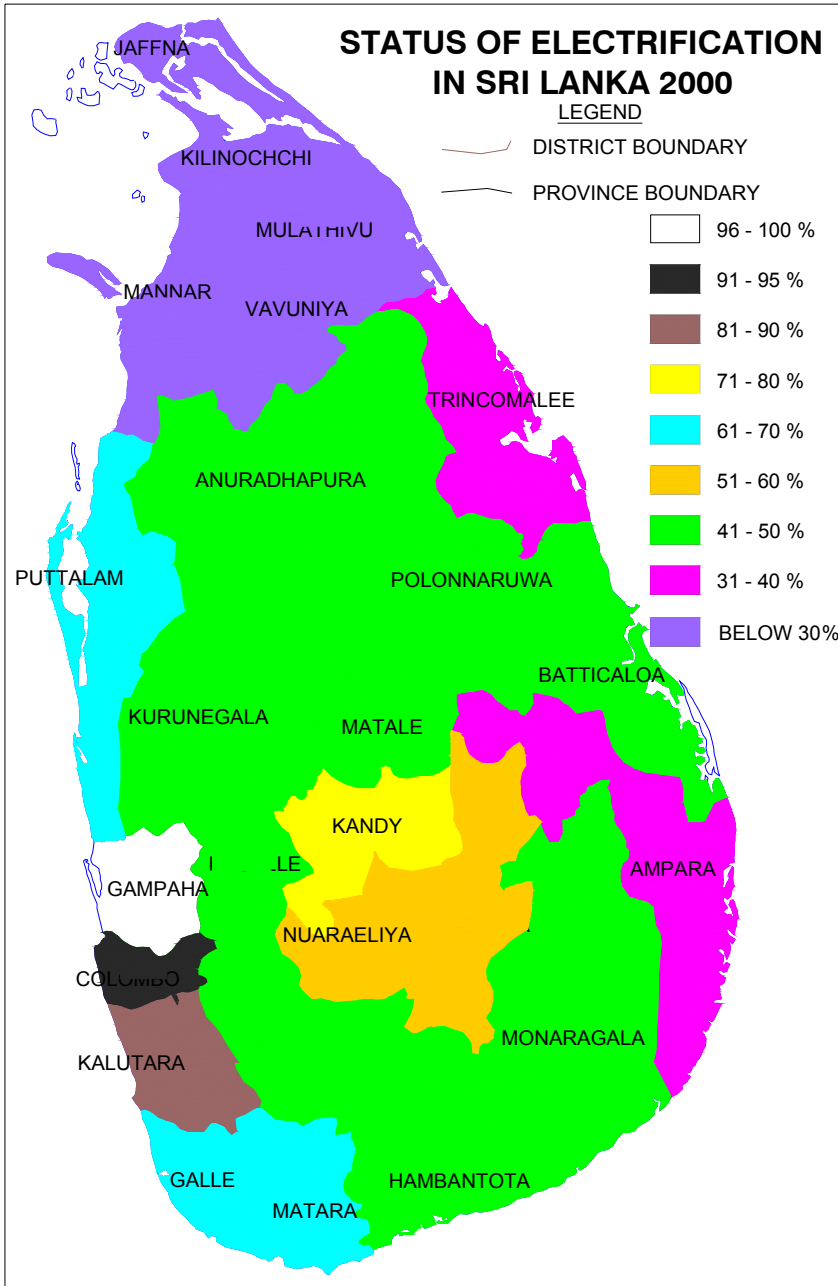 STATUS OF ELECTRIFICATION
IN SRI LANKA 2000
LEGEND
DISTRICT BOUNDARY
PROVINCE BOUNDARY
96 - 100 %
91 - 95 %
81 - 90 %
71 - 80 %
61 - 70 %
51 - 60 %
41 - 50 %
31 - 40 %
BELOW 30%
JAFFNA
KILINOCHCHI
MULATHIVU
MANNAR
VAVUNIYA
TRINCOMALEE
ANURADHAPURA
PUTTALAM
POLONNARUWA
BATTICALOA
KURUNEGALA
MATALE
KANDY
AMPARA
GAMPAHA
NUARAELIYA
COLOMBO
MONARAGALA
KALUTARA
GALLE
HAMBANTOTA
MATARA